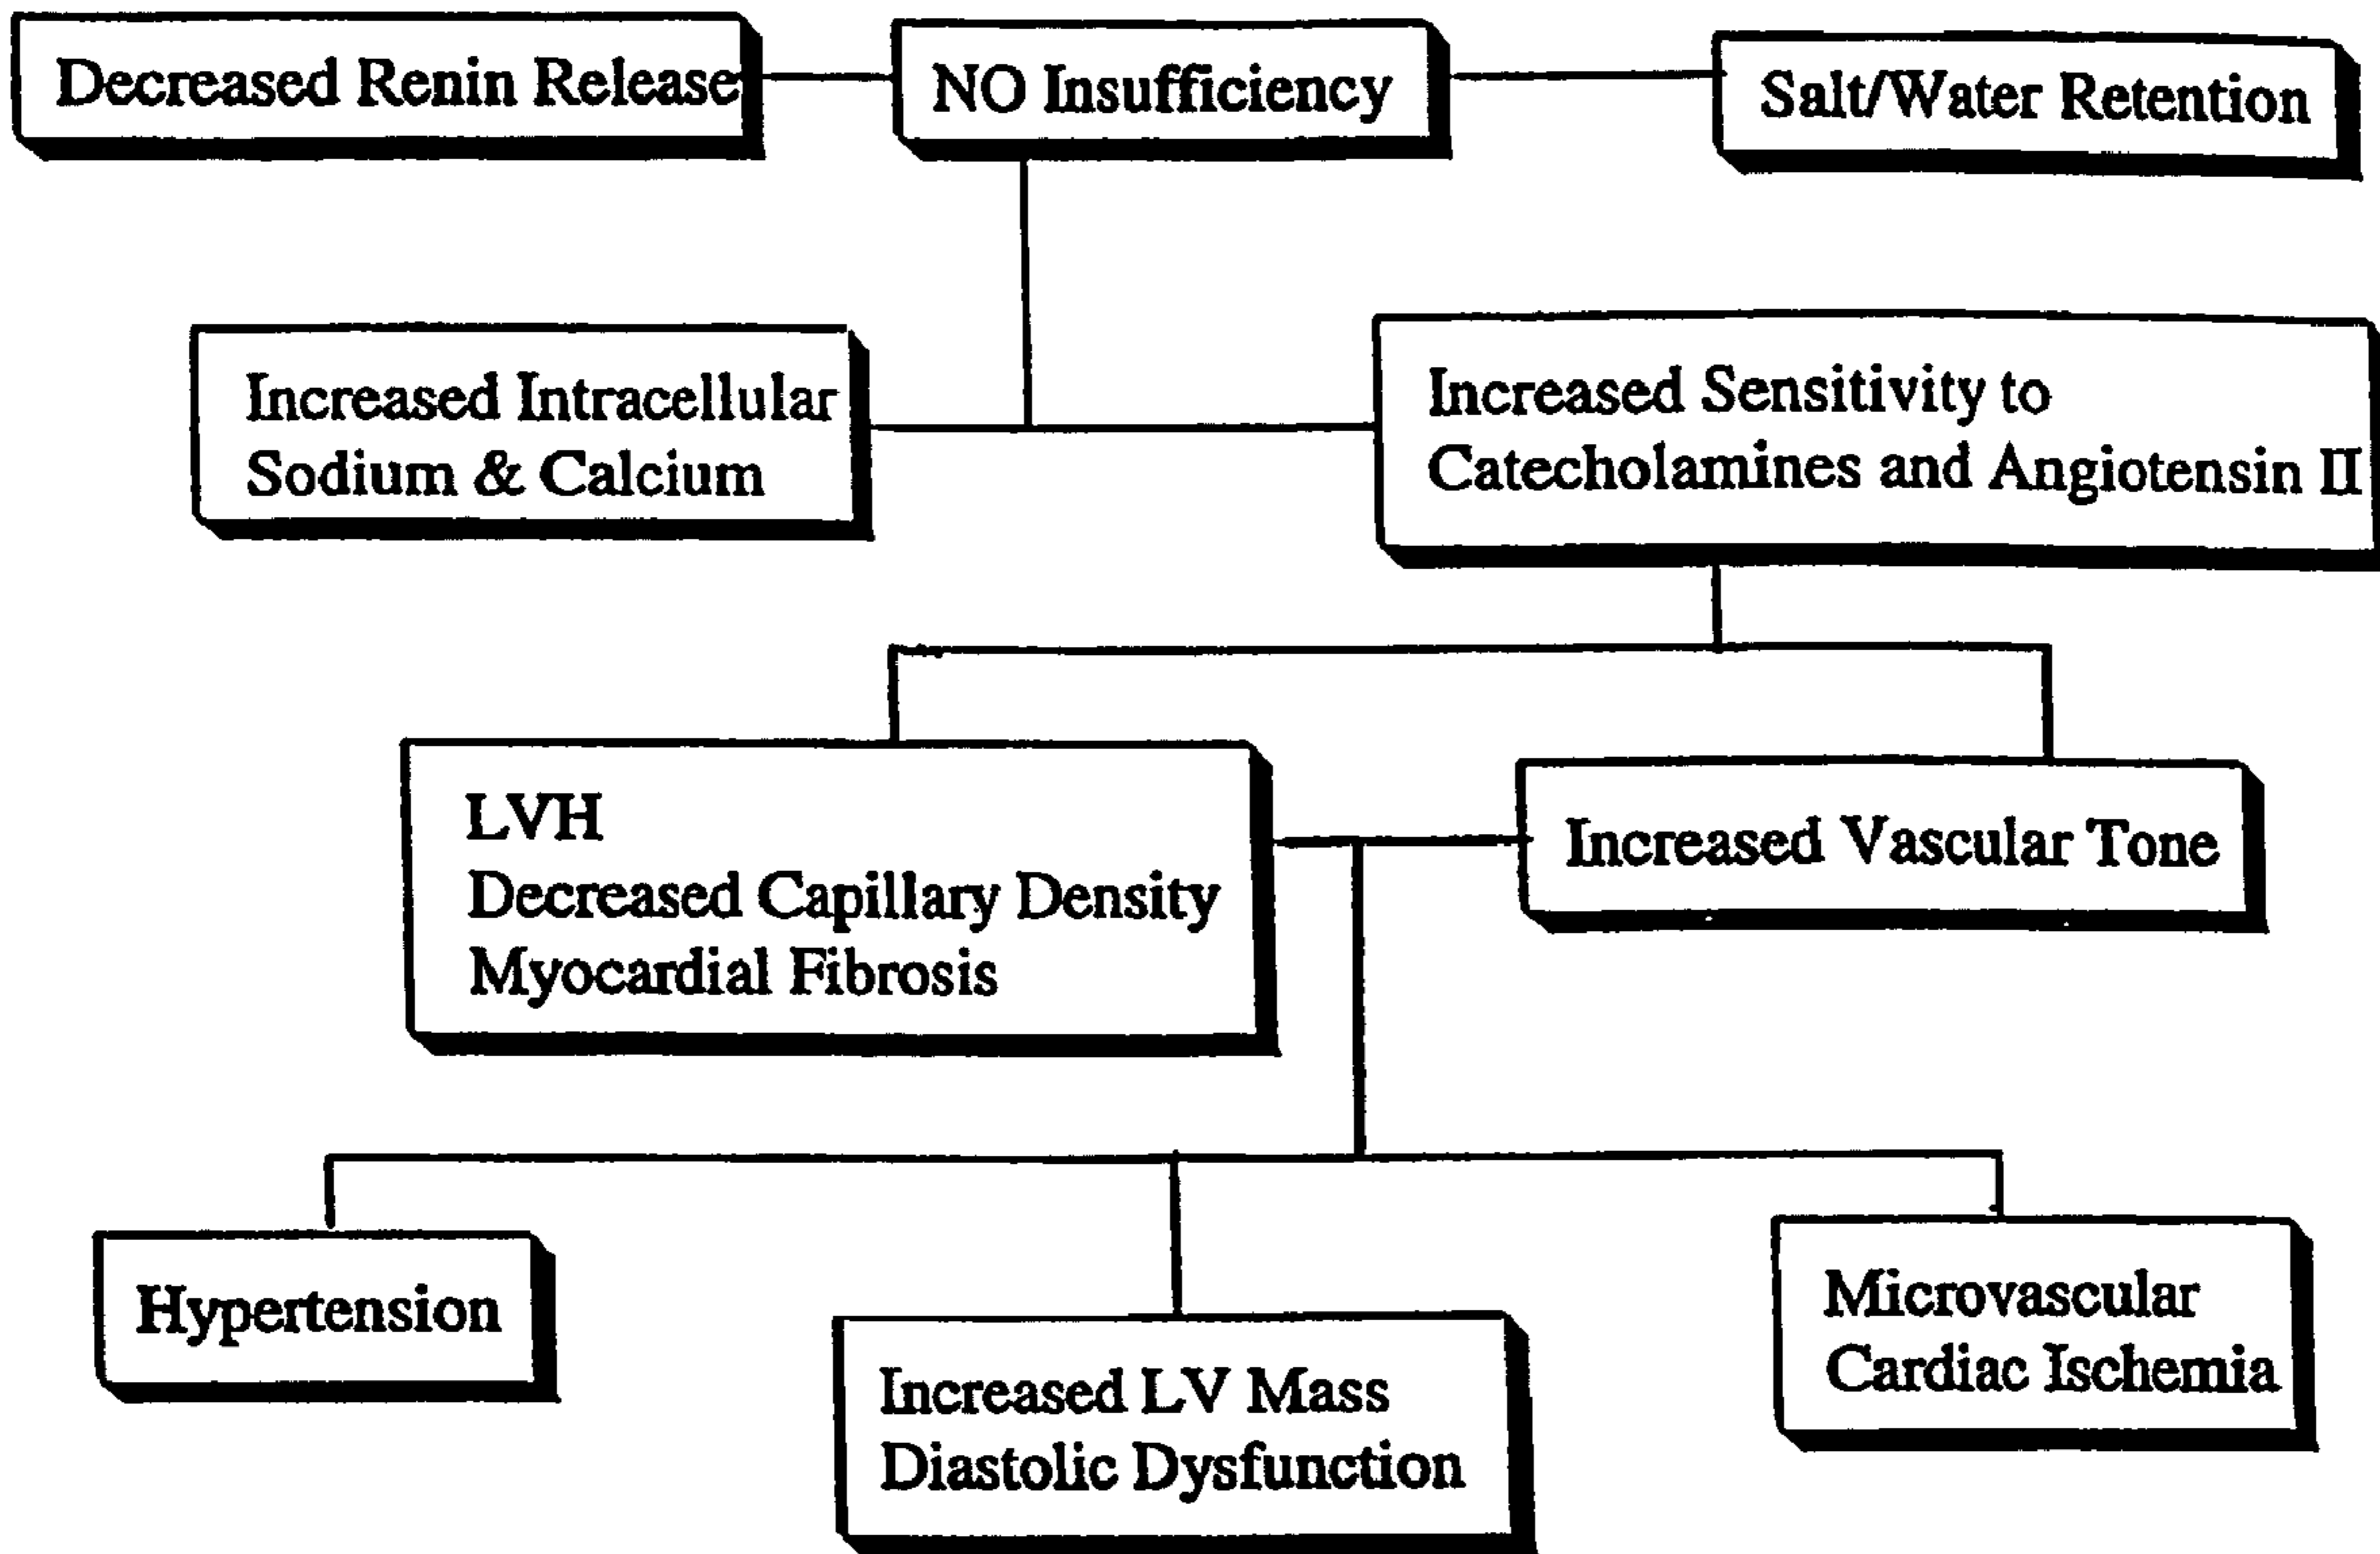 Decreased Renin Release
NO Insufficiency
Salt/Water Retention
Increased Intracellular
Sodium & Calcium
Increased Sensitivity to
Catecholamines and Angiotensin II
LVH
Decreased Capillary Density
Myocardial Fibrosis
Increased Vascular Tone
Hypertension
Increased LV Mass
Diastolic Dysfunction
Microvascular
Cardiac Ischemia